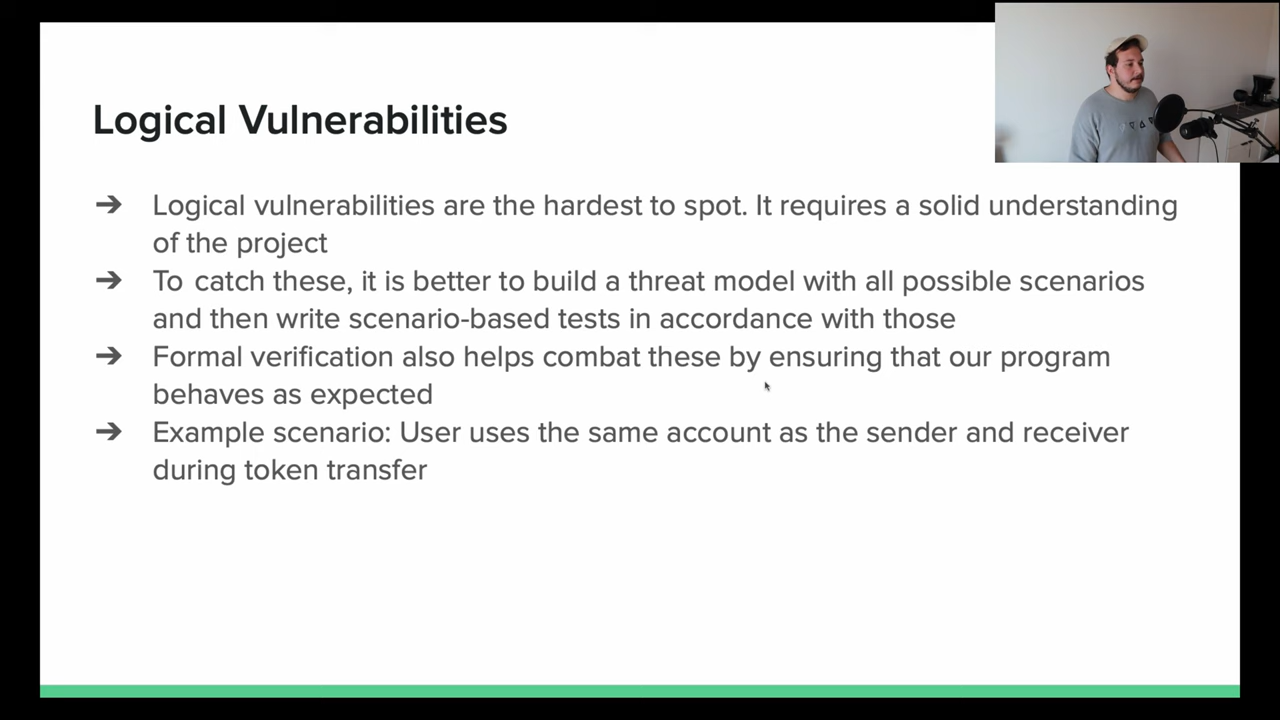 Logical Vulnerabilities
➔ Logical vulnerabilities are the hardest to spot. It requires a solid understanding
of the project
➔ To catch these, it is better to build a threat model with all possible scenarios
and then write scenario-based tests in accordance with those
➔ Formal verification also helps combat these by ensuring that our program
behaves as expected
➔ Example scenario: User uses the same account as the sender and receiver
during token transfer